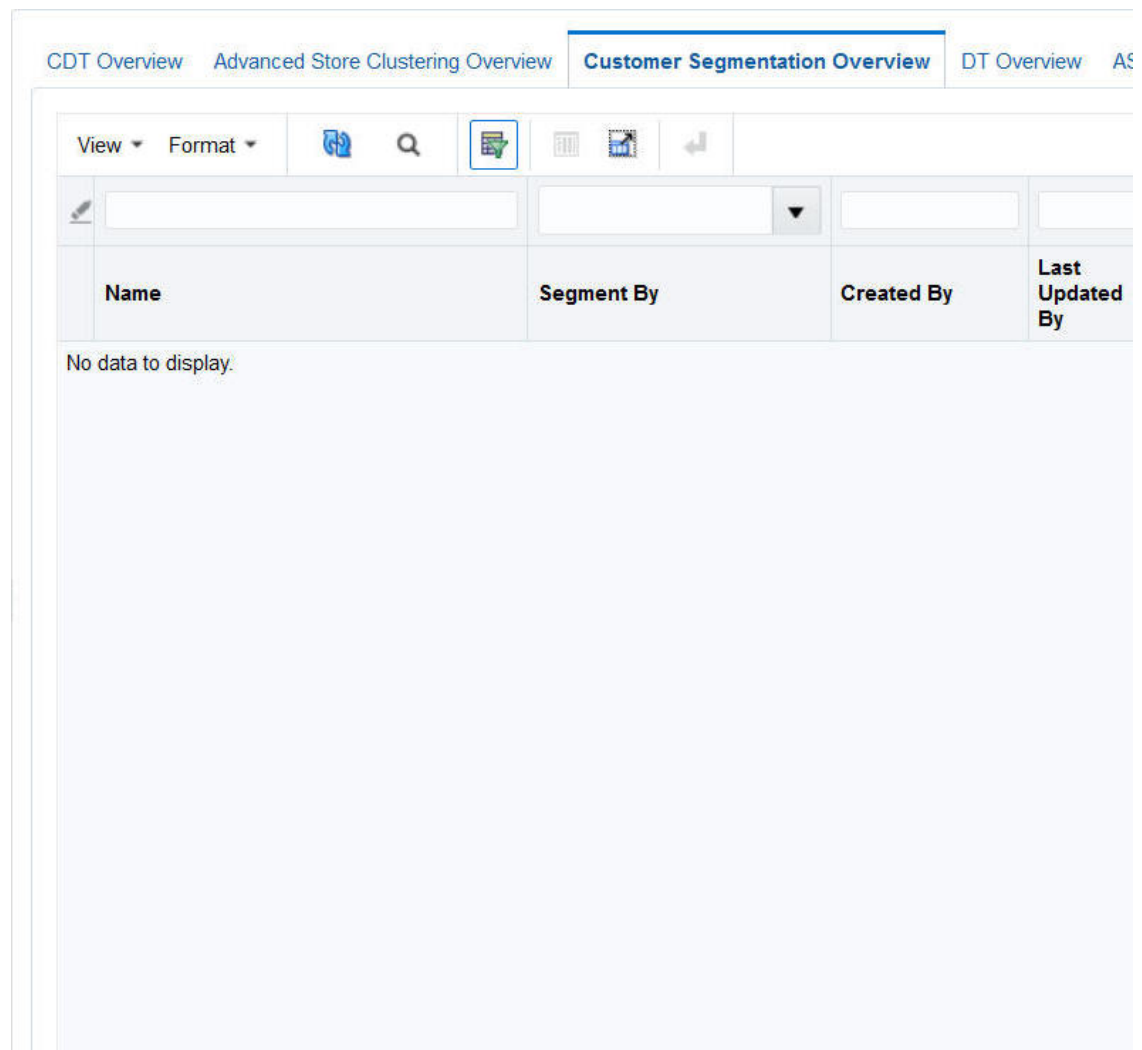 CDT Overview Advanced Store Clustering Overview Customer Segmentation Overview DT Overview AS
View Format
Name Segment By Created By Last Updated By
No data to display.